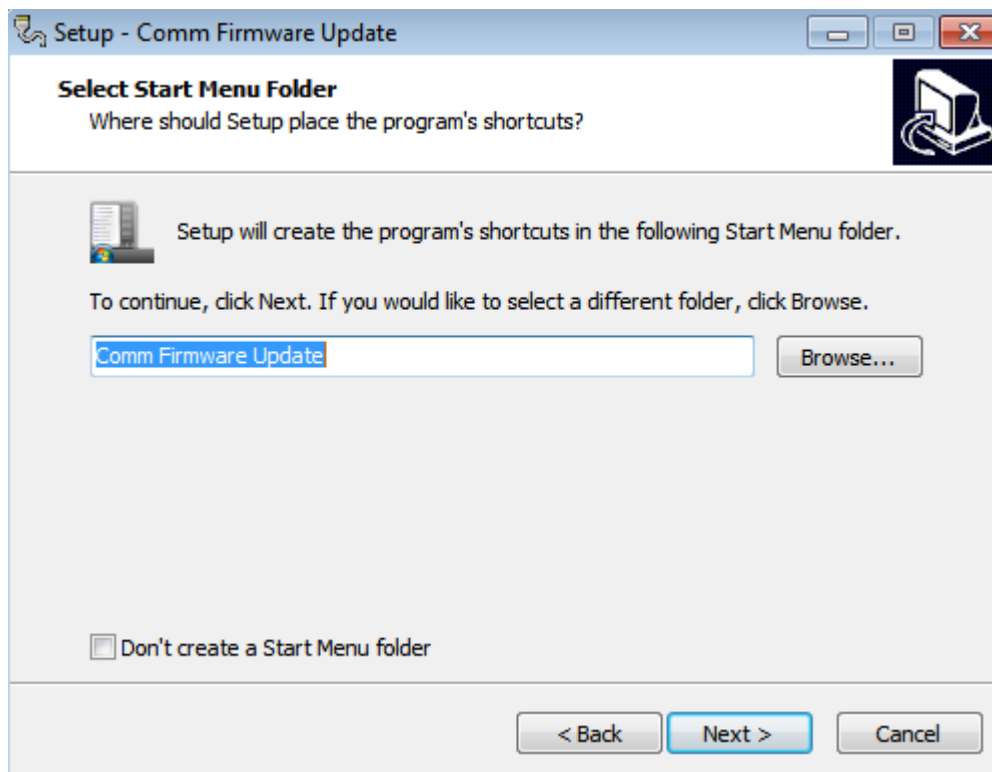 Setup - Comm Firmware Update
Select Start Menu Folder
Where should Setup place the program's shortcuts?
Setup will create the program's shortcuts in the following Start Menu folder.
To continue, click Next. If you would like to select a different folder, click Browse.
Comm Firmware Update
Browse...
Don't create a Start Menu folder
< Back
Next >
Cancel